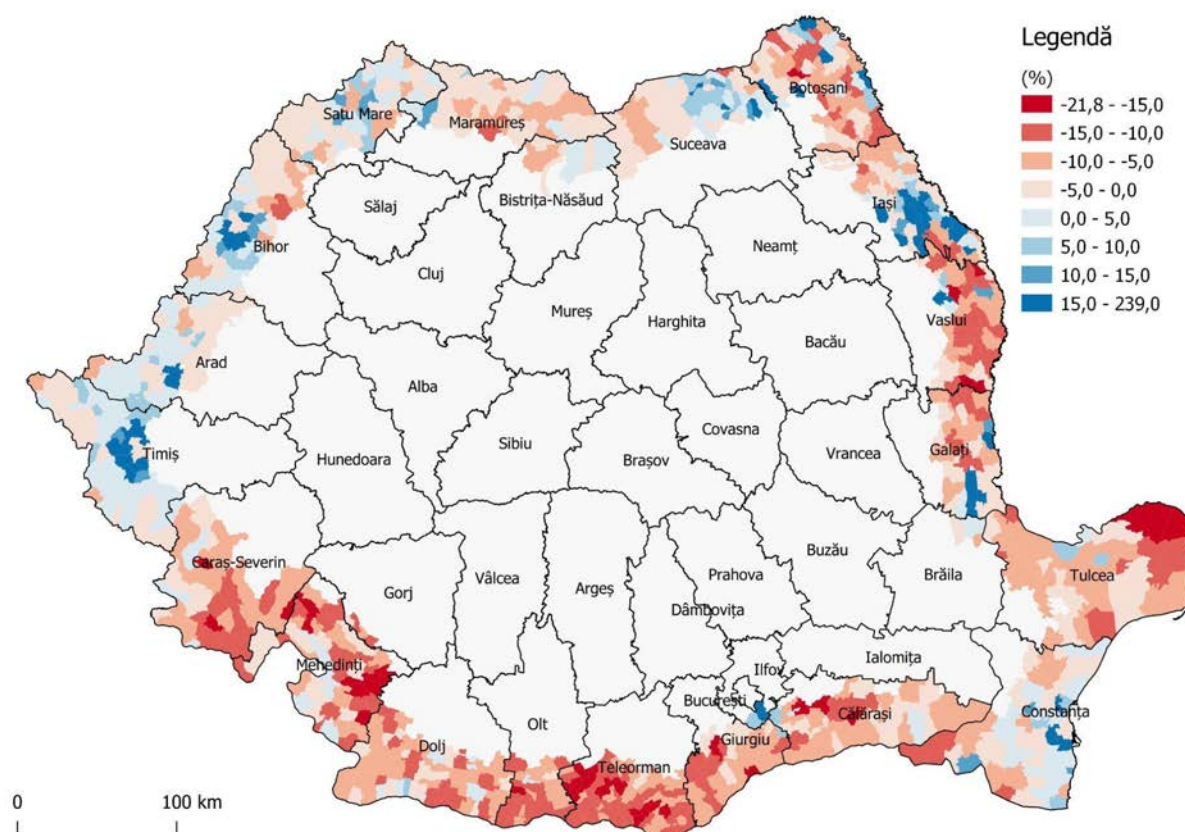 Legendă
(%)
-21,8 - -15,0
-15,0 - -10,0
-10,0 - -5,0
-5,0 - 0,0
0,0 - 5,0
5,0 - 10,0
10,0 - 15,0
15,0 - 239,0
Botoșani
Satu Mare
Maramureș
Suceava
Sălaj
Bistrița-Năsăud
Iași
Bihor
Neamț
Cluj
Mureș
Harghita
Vaslui
Arad
Alba
Bacău
Timiș
Hunedoara
Sibiu
Brașov
Covasna
Vrancea
Galați
Caraș-Severin
Gorj
Vâlcea
Argeș
Prahova
Dâmbovița
Buzău
Brăila
Tulcea
Mehedinți
Ilfov
Ialomița
București
Călărași
Constanța
Dolj
Olt
Teleorman
Giurgiu
0 100 km